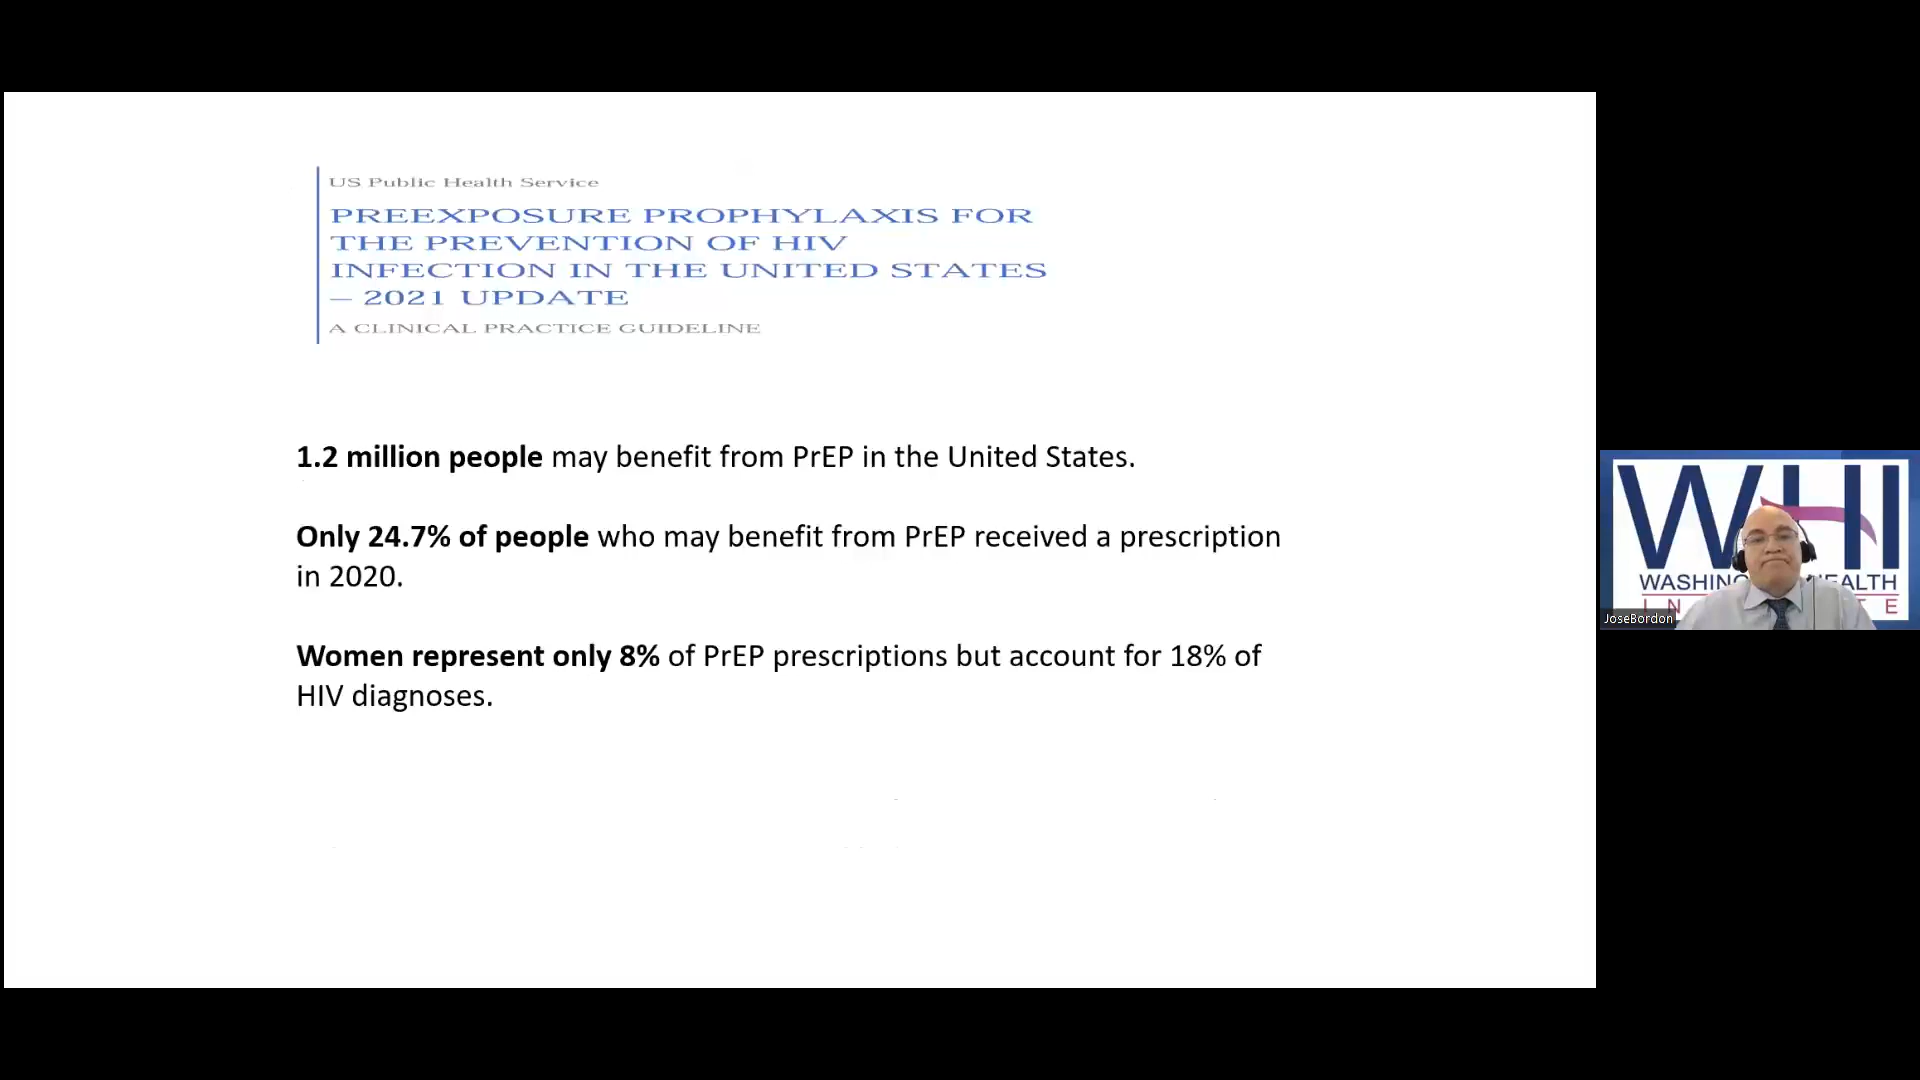 US Public Health Service
PREEXPOSURE PROPHYLAXIS FOR
THE PREVENTION OF HIV
INFECTION IN THE UNITED STATES
– 2021 UPDATE
A CLINICAL PRACTICE GUIDELINE
1.2 million people may benefit from PrEP in the United States.
Only 24.7% of people who may benefit from PrEP received a prescription
in 2020.
Women represent only 8% of PrEP prescriptions but account for 18% of
HIV diagnoses.
WHI
JoseBordon